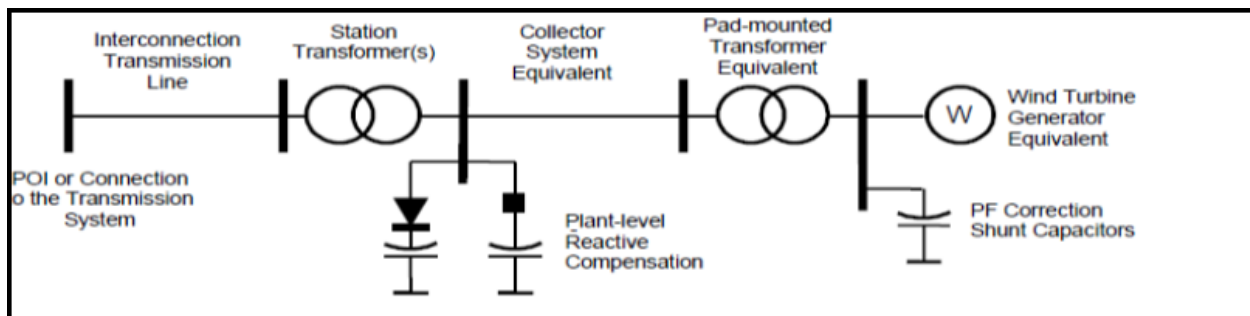 Interconnection
Transmission
Line
Station
Transformer(s)
Collector
System
Equivalent
Pad-mounted
Transformer
Equivalent
W
Wind Turbine
Generator
Equivalent
POI or Connection
o the Transmission
System
Plant-level
Reactive
Compensation
PF Correction
Shunt Capacitors